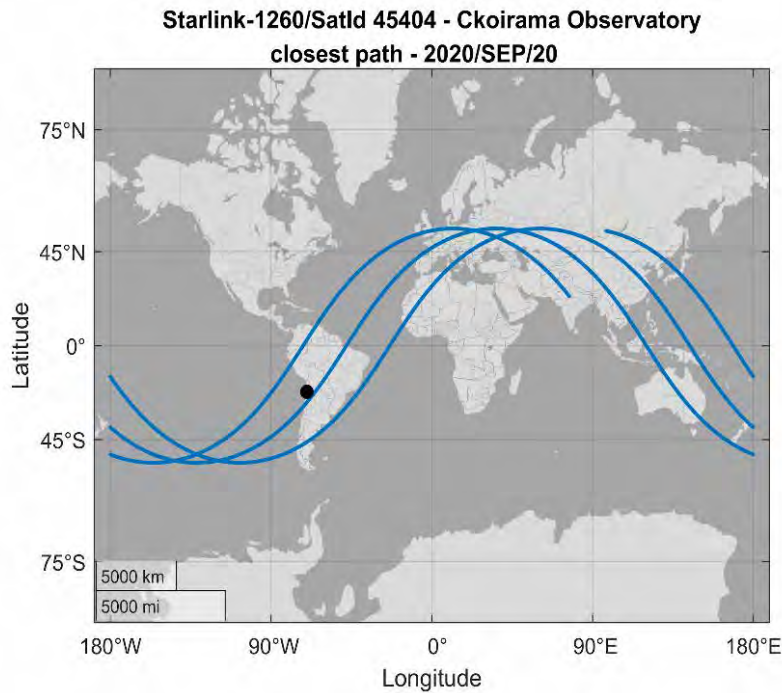 Starlink-1260/SatId 45404 - Ckoirama Observatory
closest path - 2020/SEP/20
75°N
45°N
0°
45°S
75°S
Latitude
5000 km
5000 mi
180°W
90°W
0°
90°E
180°E
Longitude